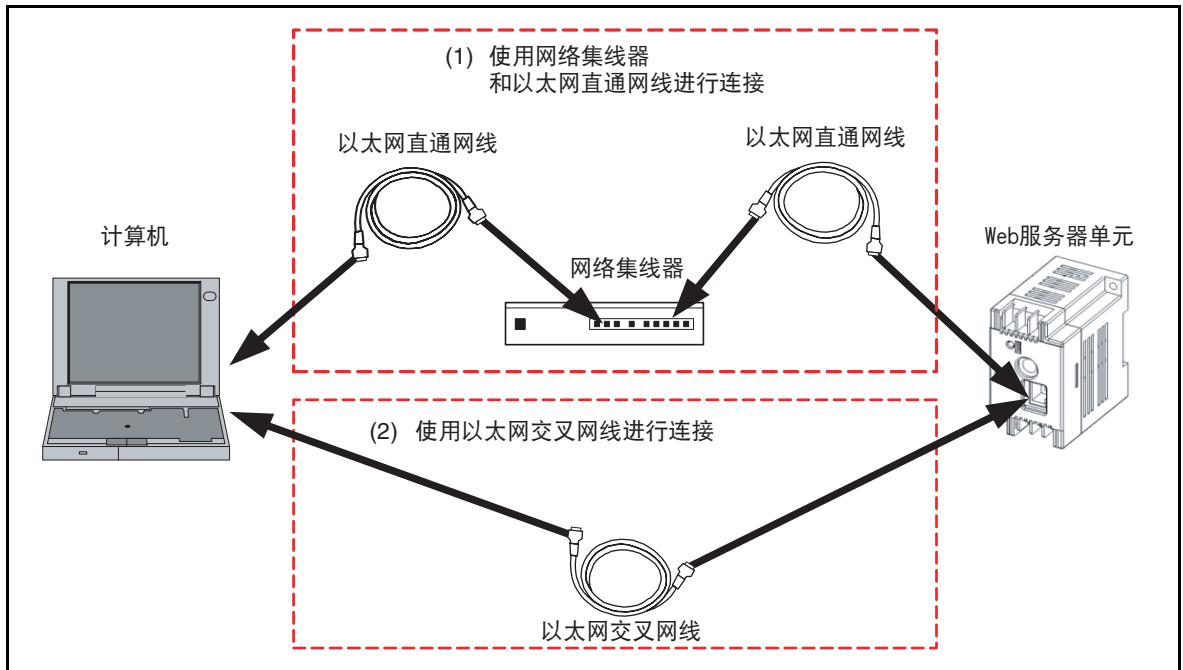 (1) 使用网络集线器
和以太网直通网线进行连接
以太网直通网线
以太网直通网线
计算机
Web服务器单元
网络集线器
(2) 使用以太网交叉网线进行连接
以太网交叉网线